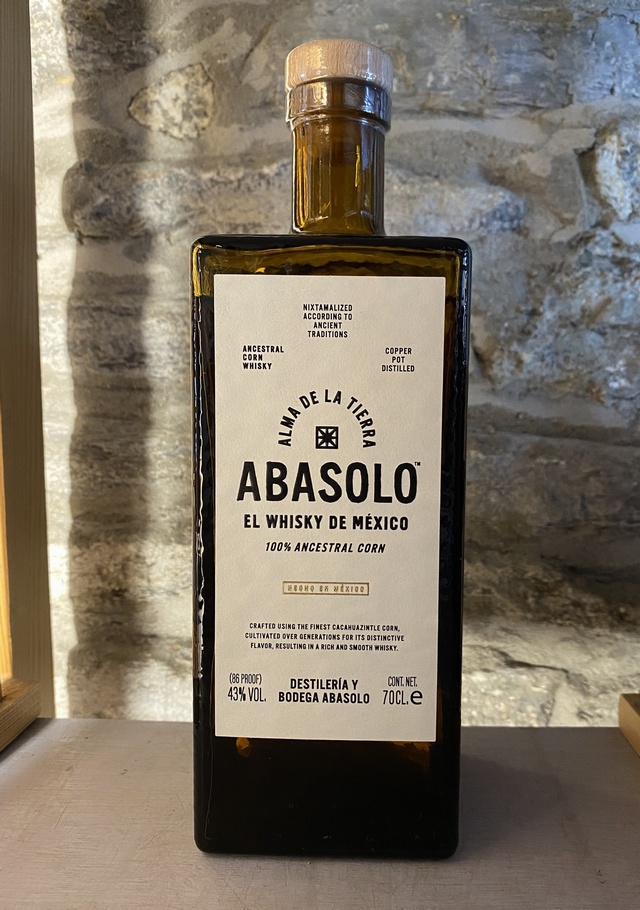 NIXTAMALIZED
ACCORDING TO
ANCIENT
TRADITIONS
ANCESTRAL
CORN
WHISKY
COPPER
POT
DISTILLED
ALMA DE LA TIERRA
ABASOLO™
EL WHISKY DE MÉXICO
100% ANCESTRAL CORN
HECHO EN MÉXICO
CRAFTED USING THE FINEST CACAHUAZINTLE CORN,
CULTIVATED OVER GENERATIONS FOR ITS DISTINCTIVE
FLAVOR, RESULTING IN A RICH AND SMOOTH WHISKY.
(86 PROOF)
43% VOL.
DESTILERÍA Y
BODEGA ABASOLO
CONT. NET.
70CL. e